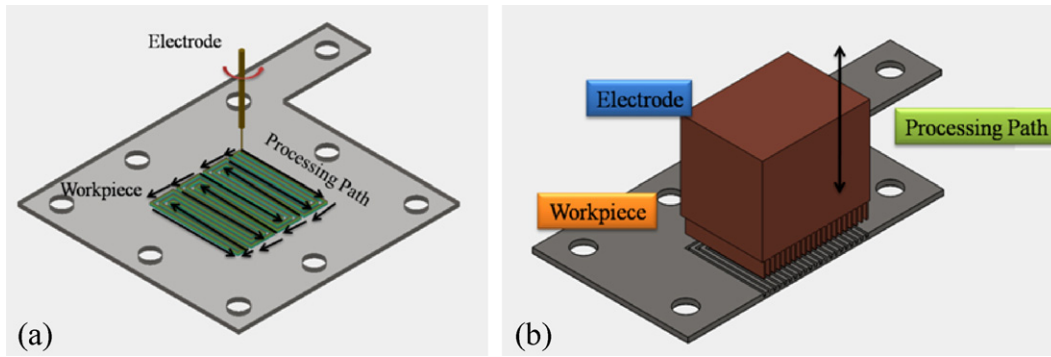 Electrode
Processing Path
Workpiece
(a)
Electrode
Processing Path
Workpiece
(b)